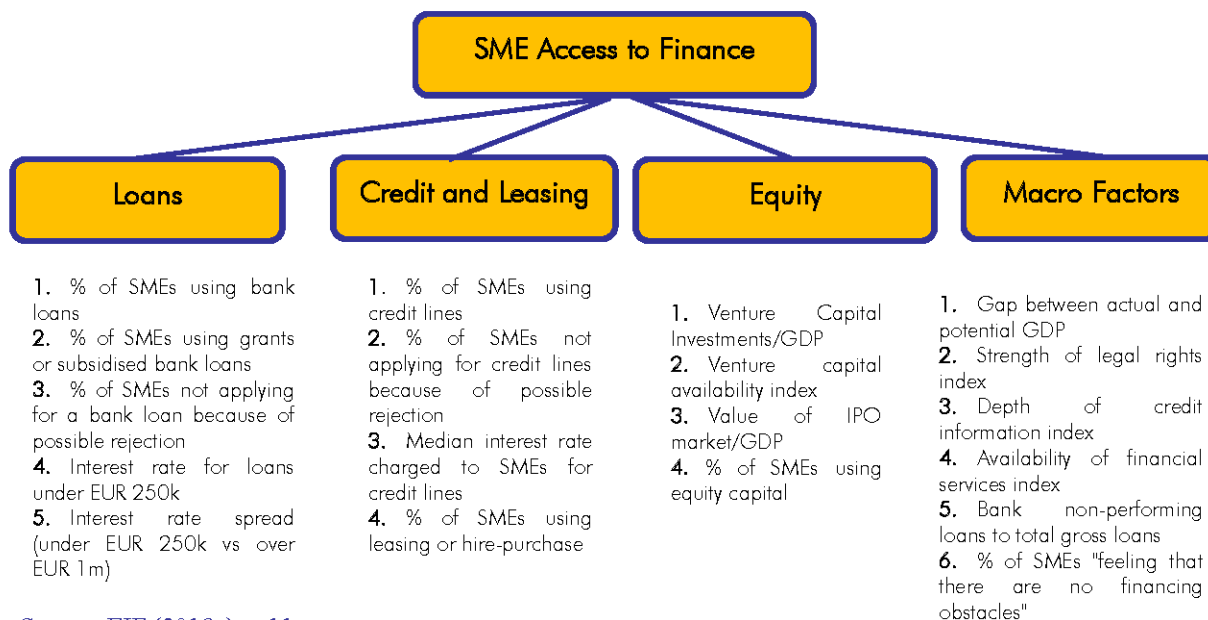 SME Access to Finance
Loans
Credit and Leasing
Equity
Macro Factors
1. % of SMEs using bank
loans
2. % of SMEs using grants
or subsidised bank loans
3. % of SMEs not applying
for a bank loan because of
possible rejection
4. Interest rate for loans
under EUR 250k
5. Interest rate spread
(under EUR 250k vs over
EUR 1m)
1. % of SMEs using
credit lines
2. % of SMEs not
applying for credit lines
because of possible
rejection
3. Median interest rate
charged to SMEs for
credit lines
4. % of SMEs using
leasing or hire-purchase
1. Venture Capital
Investments/GDP
2. Venture capital
availability index
3. Value of IPO
market/GDP
4. % of SMEs using
equity capital
1. Gap between actual and
potential GDP
2. Strength of legal rights
index
3. Depth of credit
information index
4. Availability of financial
services index
5. Bank non-performing
loans to total gross loans
6. % of SMEs "feeling that
there are no financing
obstacles"